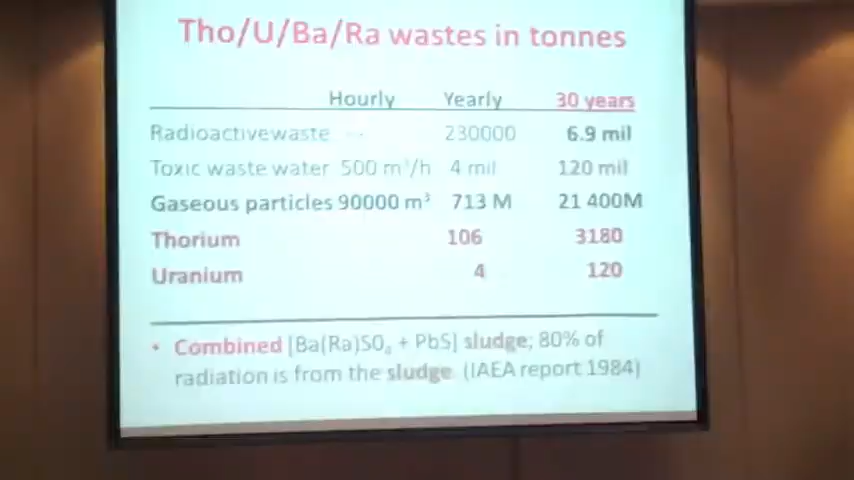 Tho/U/Ba/Ra wastes in tonnes
Hourly Yearly 30 years
Radioactivewaste -- 230000 6.9 mil
Toxic waste water 500 m³/h 4 mil 120 mil
Gaseous particles 90000 m³ 713 M 21 400M
Thorium 106 3180
Uranium 4 120
• Combined [Ba(Ra)SO₄ + PbS] sludge; 80% of
radiation is from the sludge. (IAEA report 1984)